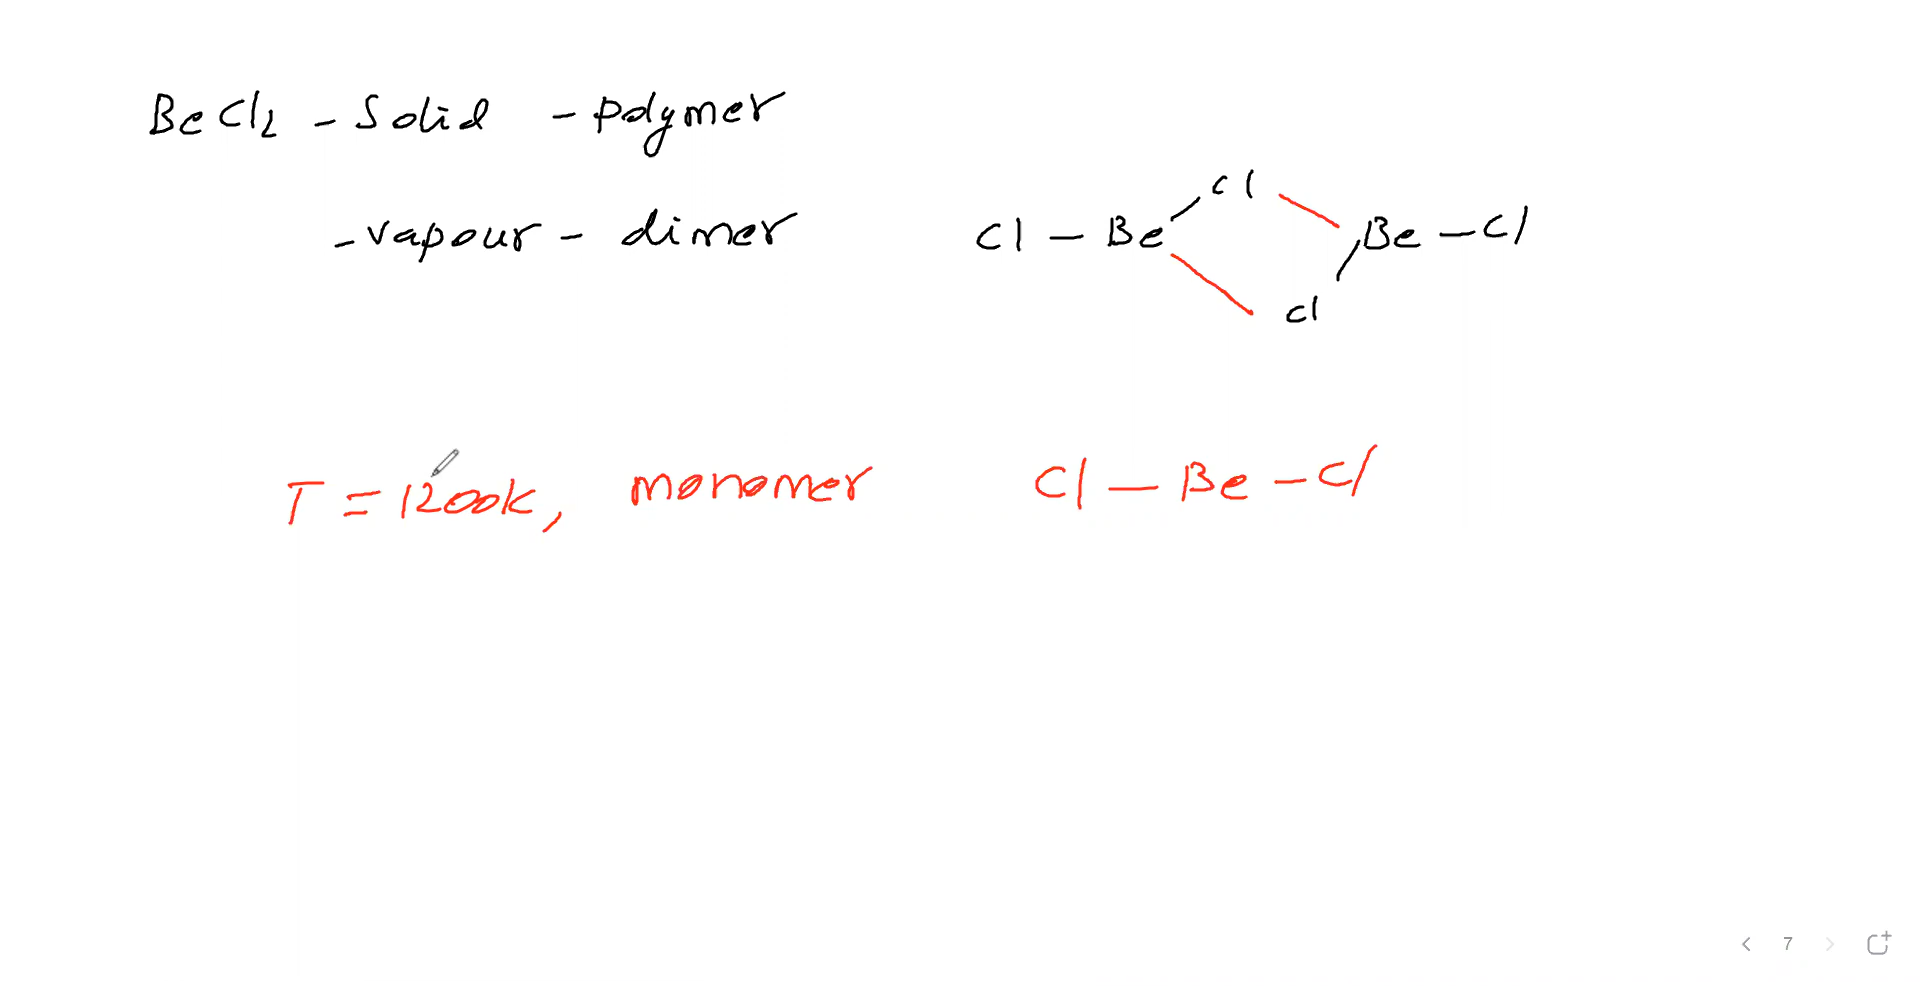 BeCl2 - Solid - polymer
- vapour - dimer
Cl - Be Cl Be - Cl
Cl
T = 1200K, monomer Cl - Be - Cl
7